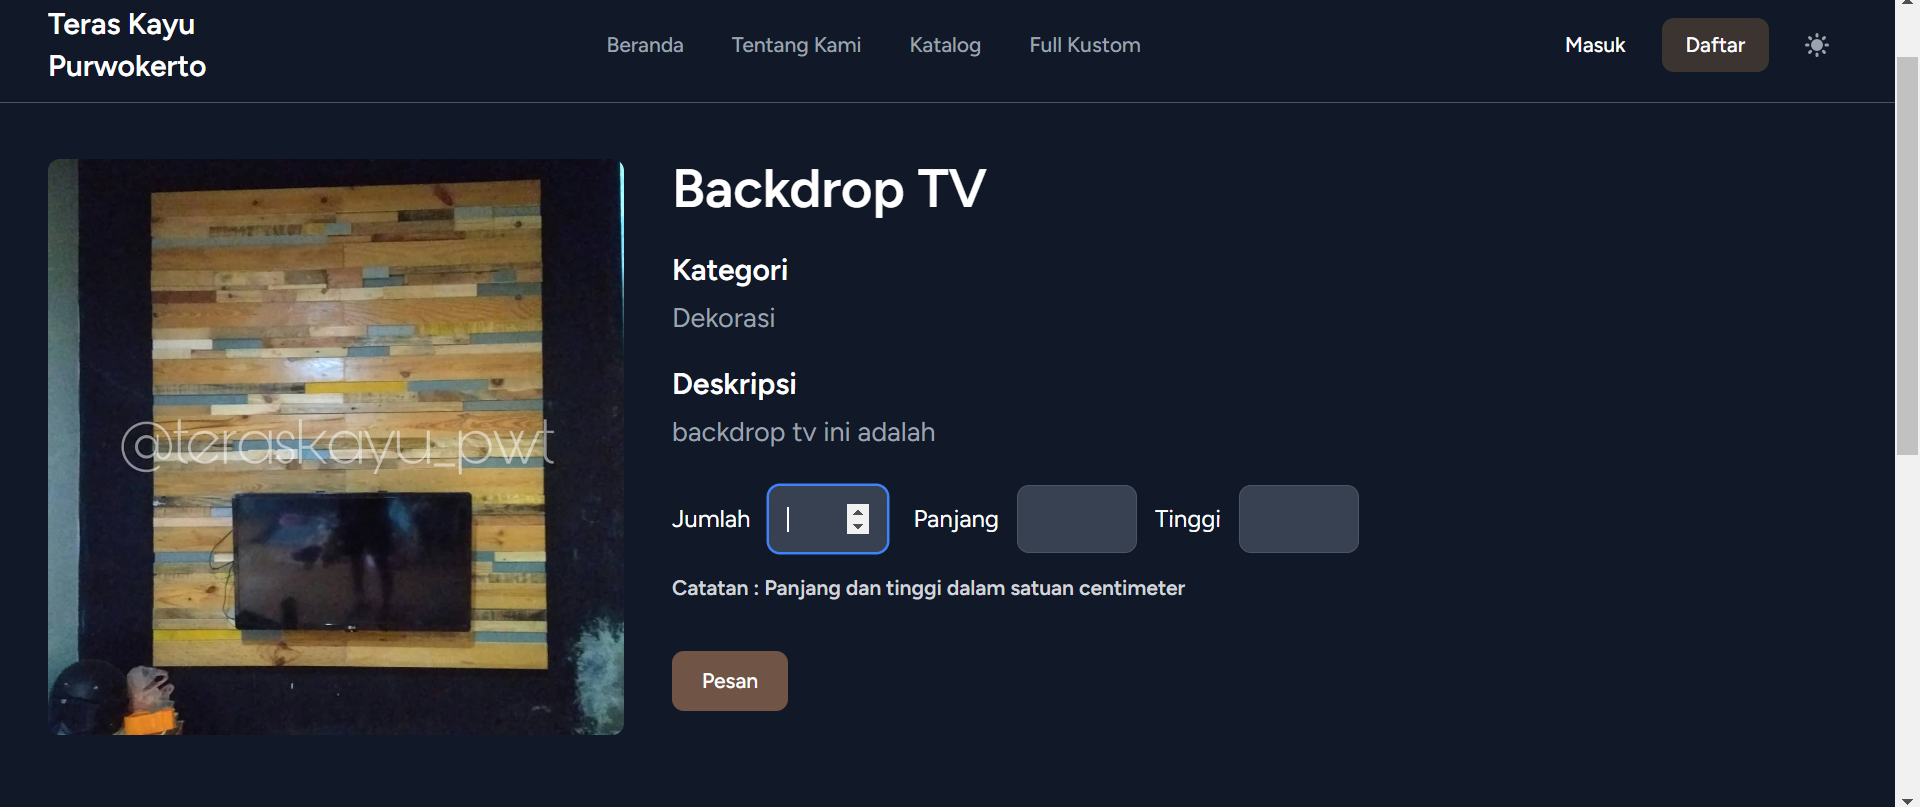 Teras Kayu
Purwokerto
Beranda Tentang Kami Katalog Full Kustom
Masuk Daftar
Backdrop TV
Kategori
Dekorasi
Deskripsi
backdrop tv ini adalah
@teraskayu_pwt
Jumlah Panjang Tinggi
Catatan : Panjang dan tinggi dalam satuan centimeter
Pesan